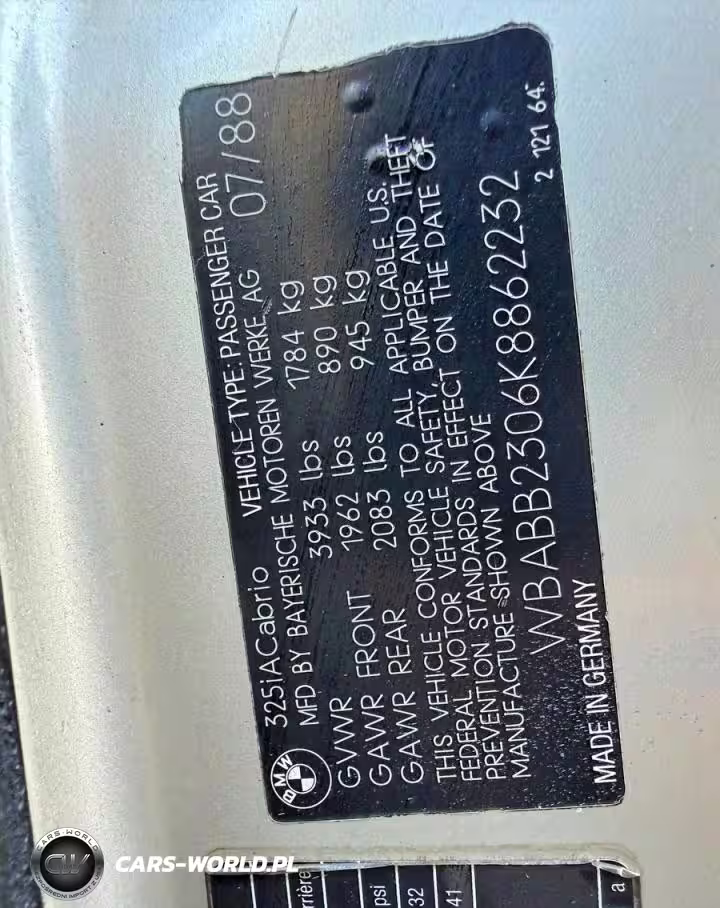 325iACabrio VEHICLE TYPE: PASSENGER CAR
MFD BY BAYERISCHE MOTOREN WERKE AG 07/88
BMW
GVWR 3933 lbs 1784 kg
GAWR FRONT 1962 lbs 890 kg
GAWR REAR 2083 lbs 945 kg
THIS VEHICLE CONFORMS TO ALL APPLICABLE U.S.
FEDERAL MOTOR VEHICLE SAFETY, BUMPER AND THEFT
PREVENTION STANDARDS IN EFFECT ON THE DATE OF
MANUFACTURE SHOWN ABOVE
WBABB2306K8862232
MADE IN GERMANY
2 121 64.
psi
32
41
a
CARS-WORLD
CW
CARS-WORLD.PL